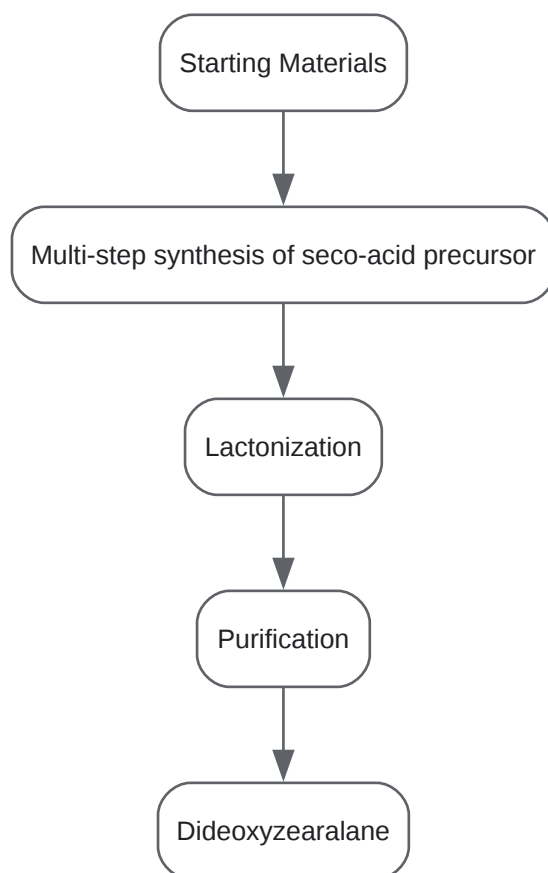 Starting Materials
Multi-step synthesis of seco-acid precursor
Lactonization
Purification
Dideoxyzearalane